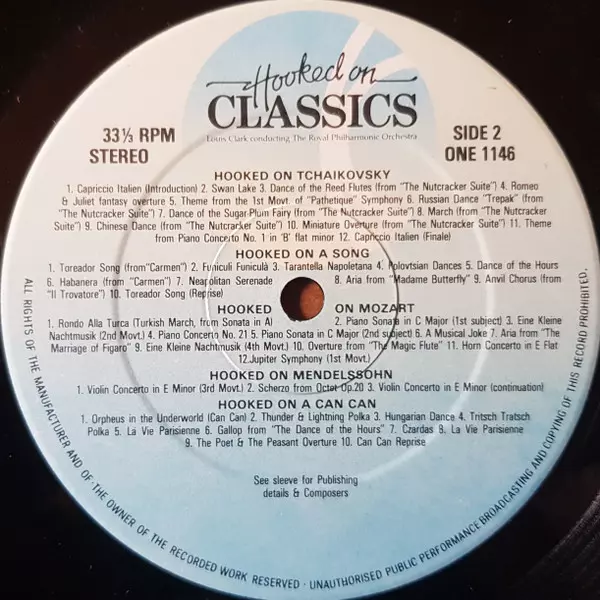 Hooked on
CLASSICS
Louis Clark conducting The Royal Philharmonic Orchestra
33⅓ RPM
STEREO
SIDE 2
ONE 1146
HOOKED ON TCHAIKOVSKY
1. Capriccio Italien (Introduction) 2. Swan Lake 3. Dance of the Reed Flutes (from "The Nutcracker Suite") 4. Romeo
& Juliet fantasy overture 5. Theme from the 1st Movt. of "Pathetique" Symphony 6. Russian Dance "Trepak" (from
"The Nutcracker Suite") 7. Dance of the Sugar Plum Fairy (from "The Nutcracker Suite") 8. March (from "The Nutcracker
Suite") 9. Chinese Dance (from "The Nutcracker Suite") 10. Miniature Overture (from "The Nutcracker Suite") 11. Theme
from Piano Concerto No. 1 in 'B' flat minor 12. Capriccio Italien (Finale)
HOOKED ON A SONG
1. Toreador Song (from "Carmen") 2. Funiculi Funiculà 3. Tarantella Napoletana 4. Polovtsian Dances 5. Dance of the Hours
6. Habanera (from "Carmen") 7. Neapolitan Serenade 8. Aria from "Madame Butterfly" 9. Anvil Chorus (from
"Il Trovatore") 10. Toreador Song (Reprise)
HOOKED ON MOZART
1. Rondo Alla Turca (Turkish March, from Sonata in A) 2. Piano Sonata in C Major (1st subject) 3. Eine Kleine
Nachtmusik (2nd Movt.) 4. Piano Concerto No. 21 5. Piano Sonata in C Major (2nd subject) 6. A Musical Joke 7. Aria from "The
Marriage of Figaro" 9. Eine Kleine Nachtmusik (4th Movt.) 10. Overture from "The Magic Flute" 11. Horn Concerto in E Flat
12. Jupiter Symphony (1st Movt.)
HOOKED ON MENDELSSOHN
1. Violin Concerto in E Minor (3rd Movt.) 2. Scherzo from Octet Op.20 3. Violin Concerto in E Minor (continuation)
HOOKED ON A CAN CAN
1. Orpheus in the Underworld (Can Can) 2. Thunder & Lightning Polka 3. Hungarian Dance 4. Tritsch Tratsch
Polka 5. La Vie Parisienne 6. Gallop from "The Dance of the Hours" 7. Czardas 8. La Vie Parisienne
9. The Poet & The Peasant Overture 10. Can Can Reprise
See sleeve for Publishing
details & Composers
ALL RIGHTS OF THE MANUFACTURER AND OF THE OWNER OF THE RECORDED WORK RESERVED · UNAUTHORISED PUBLIC PERFORMANCE BROADCASTING AND COPYING OF THIS RECORD PROHIBITED.